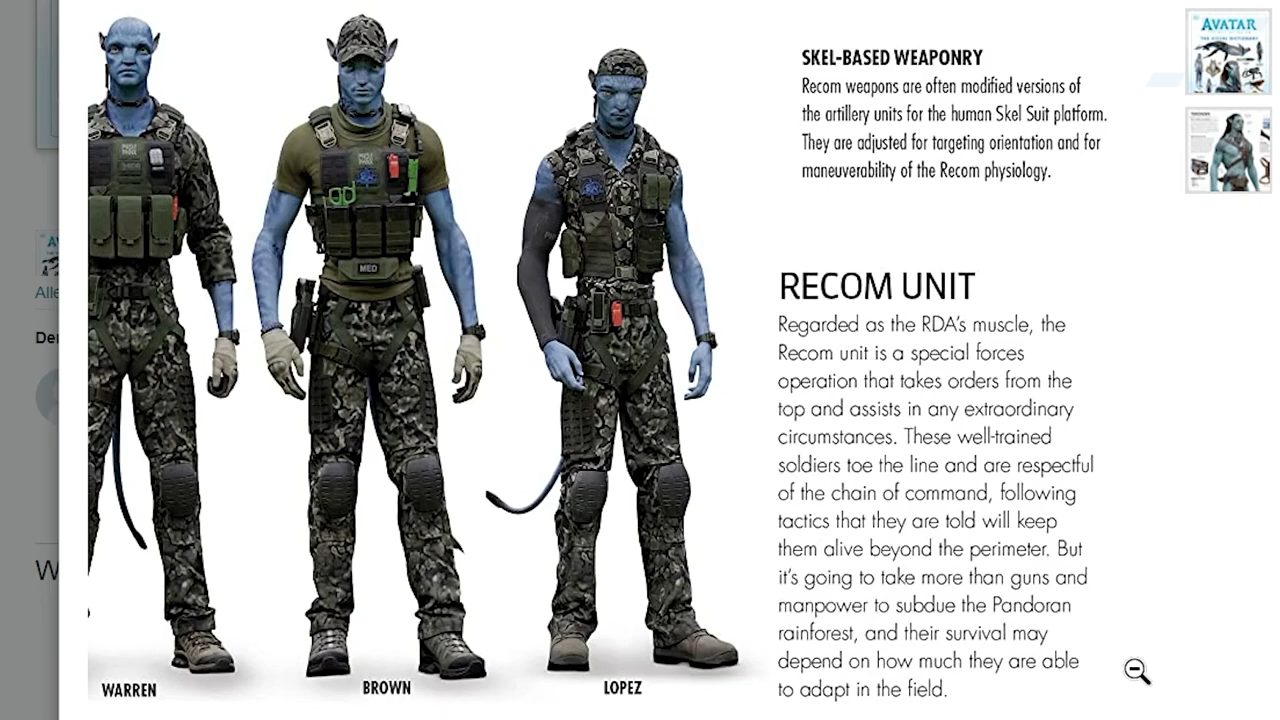 SKEL-BASED WEAPONRY
Recom weapons are often modified versions of
the artillery units for the human Skel Suit platform.
They are adjusted for targeting orientation and for
maneuverability of the Recom physiology.
RECOM UNIT
Regarded as the RDA's muscle, the
Recom unit is a special forces
operation that takes orders from the
top and assists in any extraordinary
circumstances. These well-trained
soldiers toe the line and are respectful
of the chain of command, following
tactics that they are told will keep
them alive beyond the perimeter. But
it's going to take more than guns and
manpower to subdue the Pandoran
rainforest, and their survival may
depend on how much they are able
to adapt in the field.
WARREN
BROWN
LOPEZ
MED
AVATAR
THE VISUAL DICTIONARY
Alle